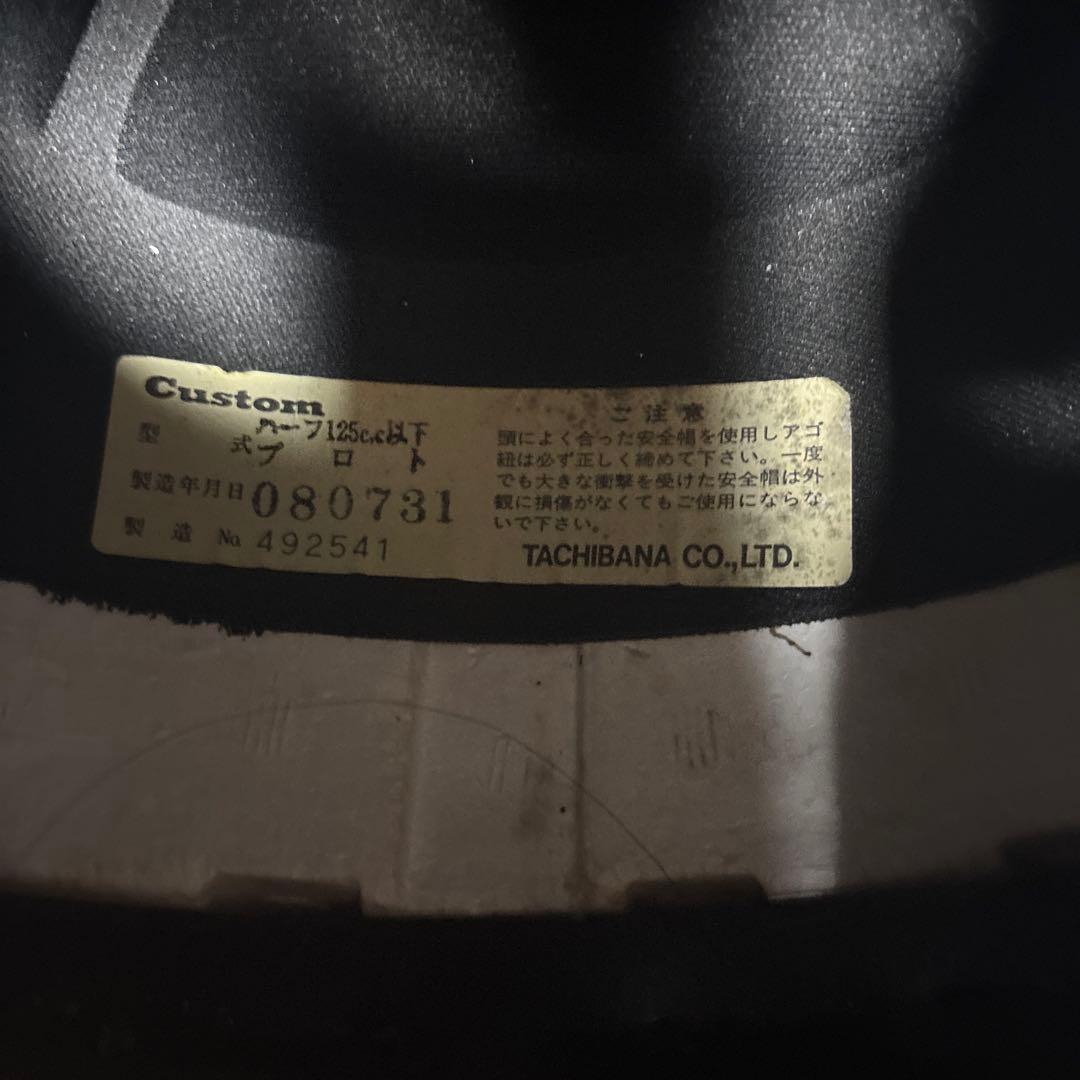 Custom
型 式 ハーフ125c.c以下
プロト
製造年月日 080731
製造 No. 492541
ご注意
頭によく合った安全帽を使用しアゴ
紐は必ず正しく締めて下さい。一度
でも大きな衝撃を受けた安全帽は外
観に損傷がなくてもご使用にならな
いで下さい。
TACHIBANA CO.,LTD.